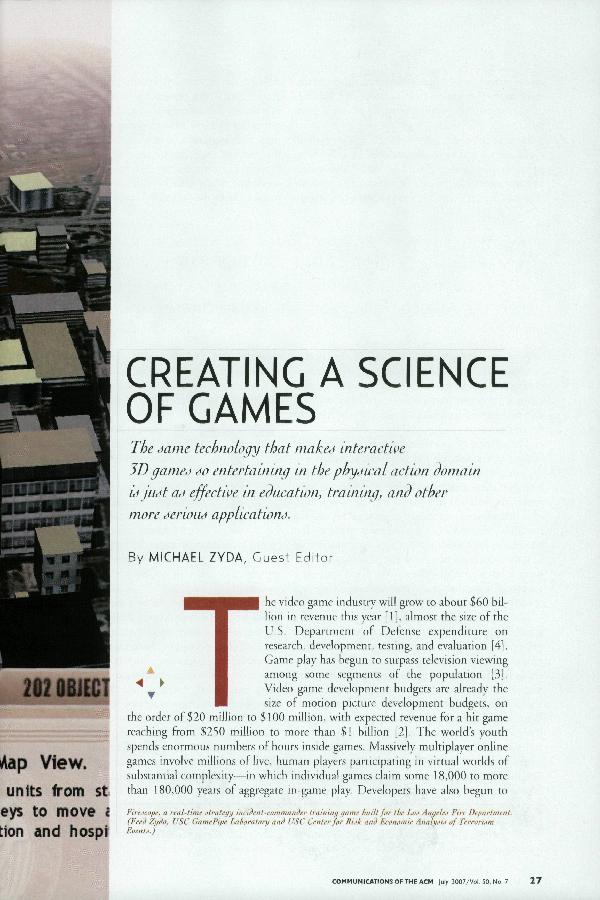 202 OBJECT
Map View.
units from st
eys to move a
tion and hospi
CREATING A SCIENCE
OF GAMES
The same technology that makes interactive
3D games so entertaining in the physical action domain
is just as effective in education, training, and other
more serious applications.
By MICHAEL ZYDA, Guest Editor
The video game industry will grow to about $60 bil-
lion in revenue this year [1], almost the size of the
U.S. Department of Defense expenditure on
research, development, testing, and evaluation [4].
Game play has begun to surpass television viewing
among some segments of the population [3].
Video game development budgets are already the
size of motion picture development budgets, on
the order of $20 million to $100 million, with expected revenue for a hit game
reaching from $250 million to more than $1 billion [2]. The world's youth
spends enormous numbers of hours inside games. Massively multiplayer online
games involve millions of live, human players participating in virtual worlds of
substantial complexity—in which individual games claim some 18,000 to more
than 180,000 years of aggregate in-game play. Developers have also begun to
Firescope, a real-time strategy incident-commander training game built for the Los Angeles Fire Department.
(Feed Zyda, USC GamePipe Laboratory and USC Center for Risk and Economic Analysis of Terrorism
Events.)
COMMUNICATIONS OF THE ACM July 2007/Vol. 50, No. 7 27